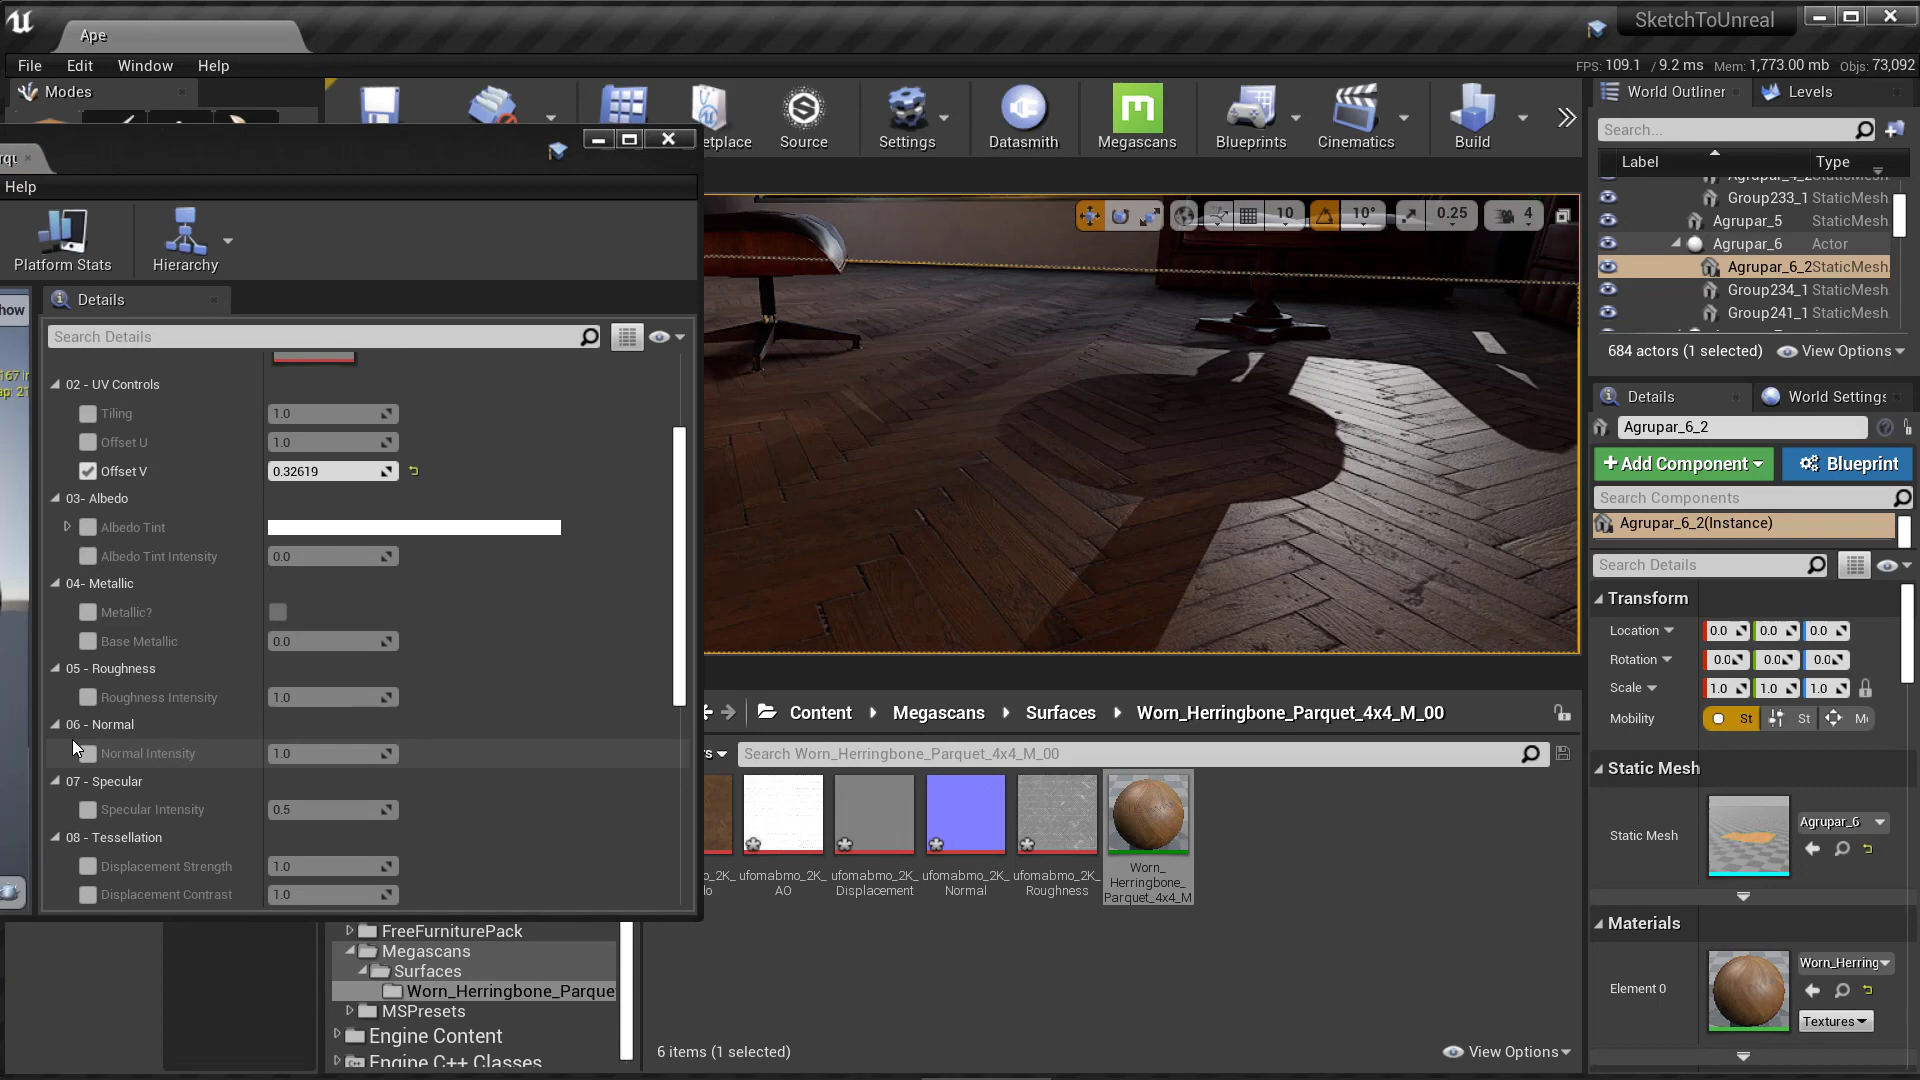 Ape
SketchToUnreal
File Edit Window Help
FPS: 109.1 / 9.2 ms Mem: 1,773.00 mb Objs: 73,092
Modes
etplace
Source
Settings
Datasmith
Megascans
Blueprints
Cinematics
Build
World Outliner
Levels
Search...
Label Type
Group233_1 StaticMesh
Agrupar_5 StaticMesh
Agrupar_6 Actor
Agrupar_6_2 StaticMesh
Group234_1 StaticMesh
Group241_1 StaticMesh
684 actors (1 selected) View Options
Help
Platform Stats
Hierarchy
how
Details
Search Details
02 - UV Controls
Tiling 1.0
Offset U 1.0
Offset V 0.32619
03- Albedo
Albedo Tint
Albedo Tint Intensity 0.0
04- Metallic
Metallic?
Base Metallic 0.0
05 - Roughness
Roughness Intensity 1.0
06 - Normal
Normal Intensity 1.0
07 - Specular
Specular Intensity 0.5
08 - Tessellation
Displacement Strength 1.0
Displacement Contrast 1.0
10 10° 0.25 4
Content Megascans Surfaces Worn_Herringbone_Parquet_4x4_M_00
Search Worn_Herringbone_Parquet_4x4_M_00
ufomabmo_2K_
AO
ufomabmo_2K_
Displacement
ufomabmo_2K_
Normal
ufomabmo_2K_
Roughness
Worn_
Herringbone_
Parquet_4x4_M
6 items (1 selected)
View Options
FreeFurniturePack
Megascans
Surfaces
Worn_Herringbone_Parque
MSPresets
Engine Content
Engine C++ Classes
Details
World Settings
Agrupar_6_2
Add Component
Blueprint
Search Components
Agrupar_6_2(Instance)
Search Details
Transform
Location 0.0 0.0 0.0
Rotation 0.0 0.0 0.0
Scale 1.0 1.0 1.0
Mobility St St M
Static Mesh
Static Mesh
Agrupar_6
Materials
Element 0
Worn_Herring
Textures